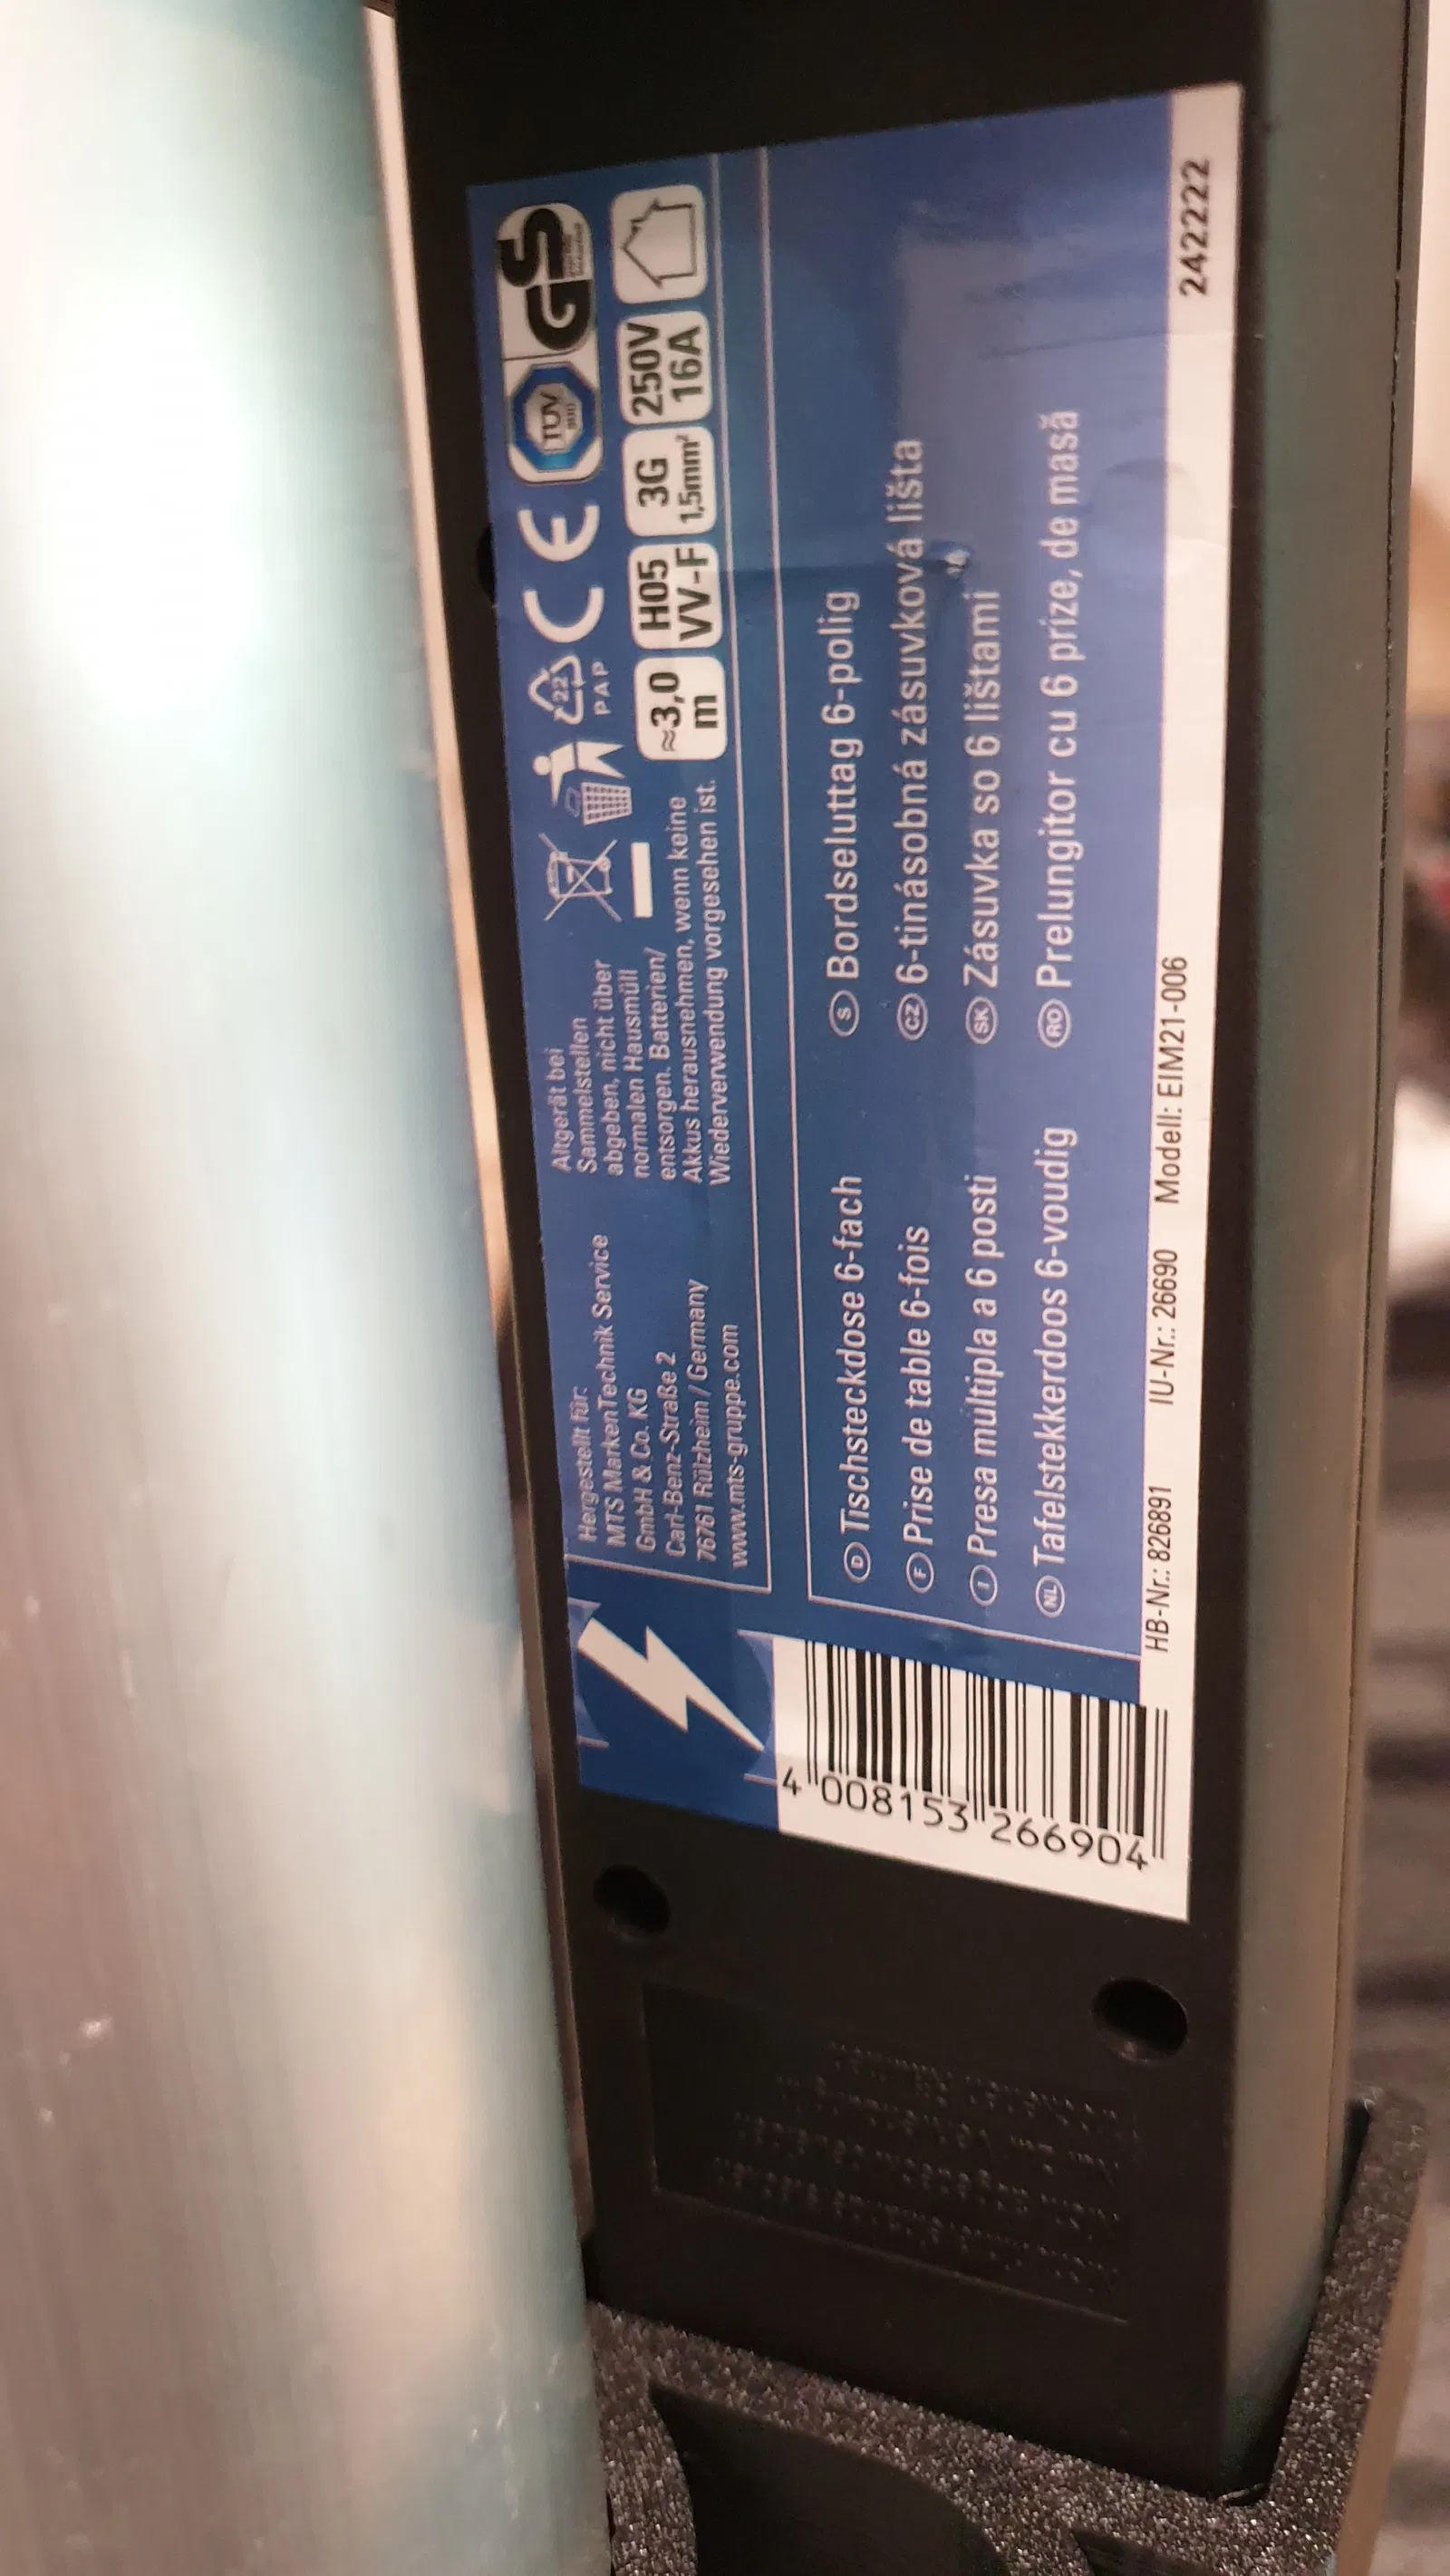 Hergestellt für:
MTS MarkenTechnik Service
GmbH & Co. KG
Carl-Benz-Straße 2
76761 Rülzheim / Germany
www.mts-gruppe.com
Altgerät bei
Sammelstellen
abgeben, nicht über
normalen Hausmüll
entsorgen. Batterien/
Akkus herausnehmen, wenn keine
Wiederverwendung vorgesehen ist.
22
PAP
CE
TÜV
SÜD
GS
≈3,0
m
H05
VV-F
3G
1,5mm²
250V
16A
D Tischsteckdose 6-fach
F Prise de table 6-fois
I Presa multipla a 6 posti
NL Tafelstekkerdoos 6-voudig
S Bordseluttag 6-polig
CZ 6-tinásobná zásuvková lišta
SK Zásuvka so 6 lištami
RO Prelungitor cu 6 prize, de masă
4 008153 266904
HB-Nr.: 826891 IU-Nr.: 26690 Modell: EIM21-006 242222